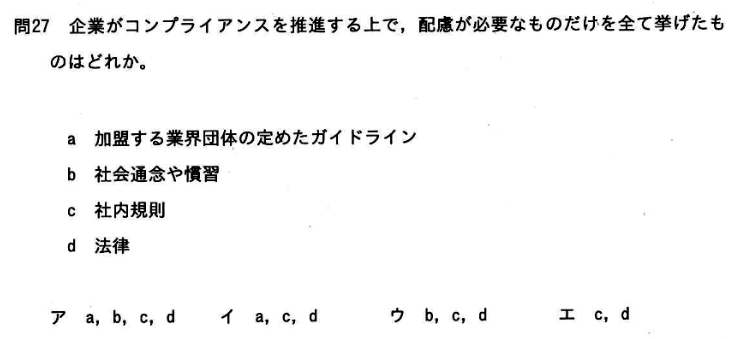 問27 企業がコンプライアンスを推進する上で，配慮が必要なものだけを全て挙げたも
のはどれか。
a 加盟する業界団体の定めたガイドライン
b 社会通念や慣習
c 社内規則
d 法律
ア a, b, c, d イ a, c, d ウ b, c, d エ c, d